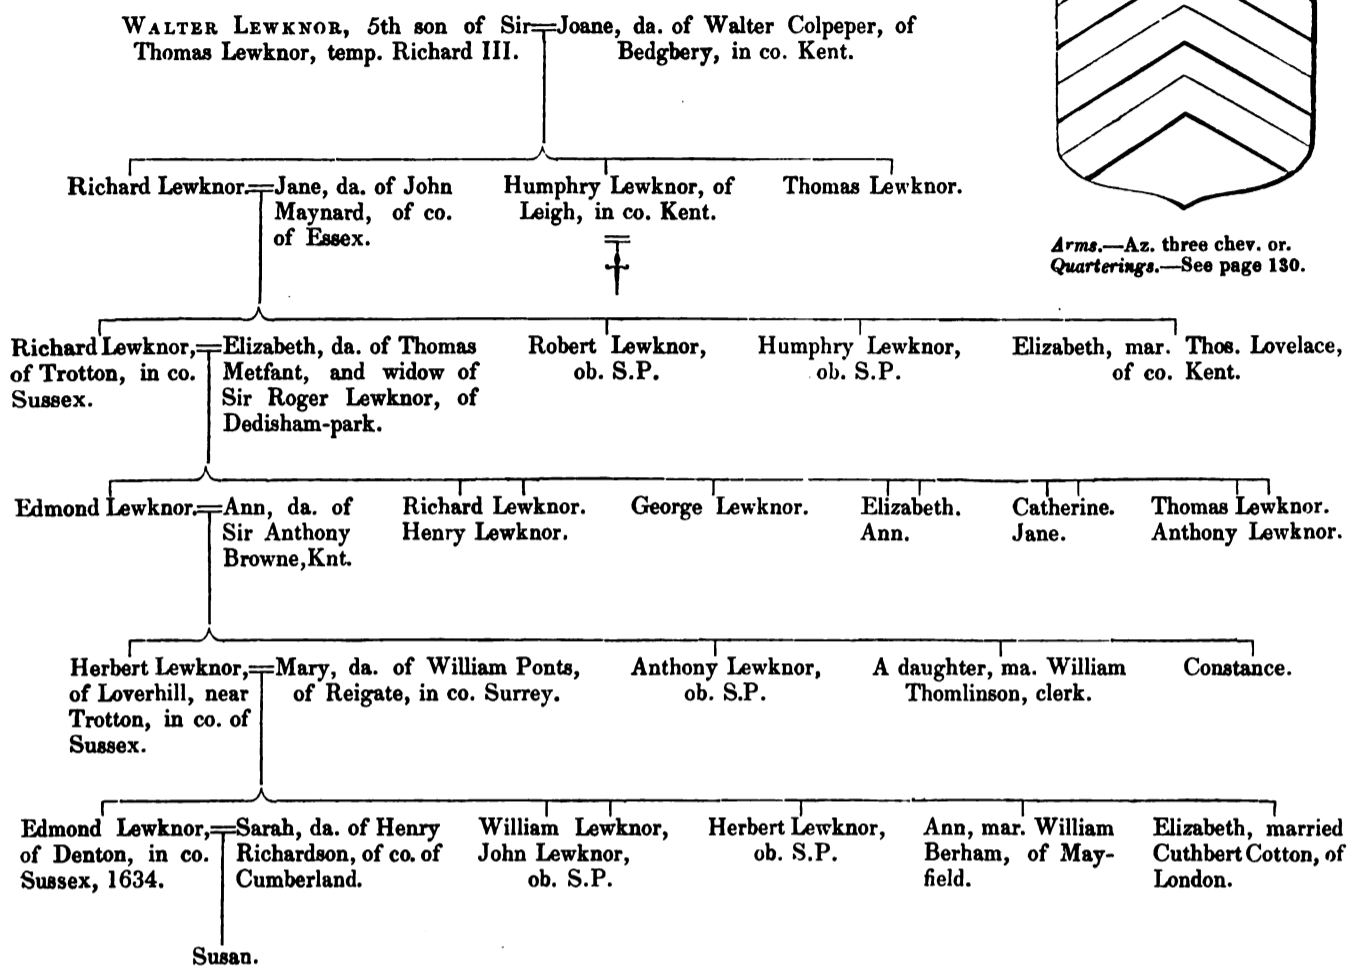 WALTER LEWKNOR, 5th son of Sir Thomas Lewknor, temp. Richard III.
Joane, da. of Walter Colpeper, of
Bedgbery, in co. Kent.
Arms.—Az. three chev. or.
Quarterings.—See page 130.
Richard Lewknor.
Jane, da. of John
Maynard, of co.
of Essex.
Humphry Lewknor, of
Leigh, in co. Kent.
Thomas Lewknor.
Richard Lewknor,
of Trotton, in co.
Sussex.
Elizabeth, da. of Thomas
Metfant, and widow of
Sir Roger Lewknor, of
Dedisham-park.
Robert Lewknor,
ob. S.P.
Humphry Lewknor,
ob. S.P.
Elizabeth, mar. Thos. Lovelace,
of co. Kent.
Edmond Lewknor.
Ann, da. of
Sir Anthony
Browne, Knt.
Richard Lewknor.
Henry Lewknor.
George Lewknor.
Elizabeth.
Ann.
Catherine.
Jane.
Thomas Lewknor.
Anthony Lewknor.
Herbert Lewknor,
of Loverhill, near
Trotton, in co. of
Sussex.
Mary, da. of William Ponts,
of Reigate, in co. Surrey.
Anthony Lewknor,
ob. S.P.
A daughter, ma. William
Thomlinson, clerk.
Constance.
Edmond Lewknor,
of Denton, in co.
Sussex, 1634.
Sarah, da. of Henry
Richardson, of co. of
Cumberland.
William Lewknor,
John Lewknor,
ob. S.P.
Herbert Lewknor,
ob. S.P.
Ann, mar. William
Berham, of May-
field.
Elizabeth, married
Cuthbert Cotton, of
London.
Susan.